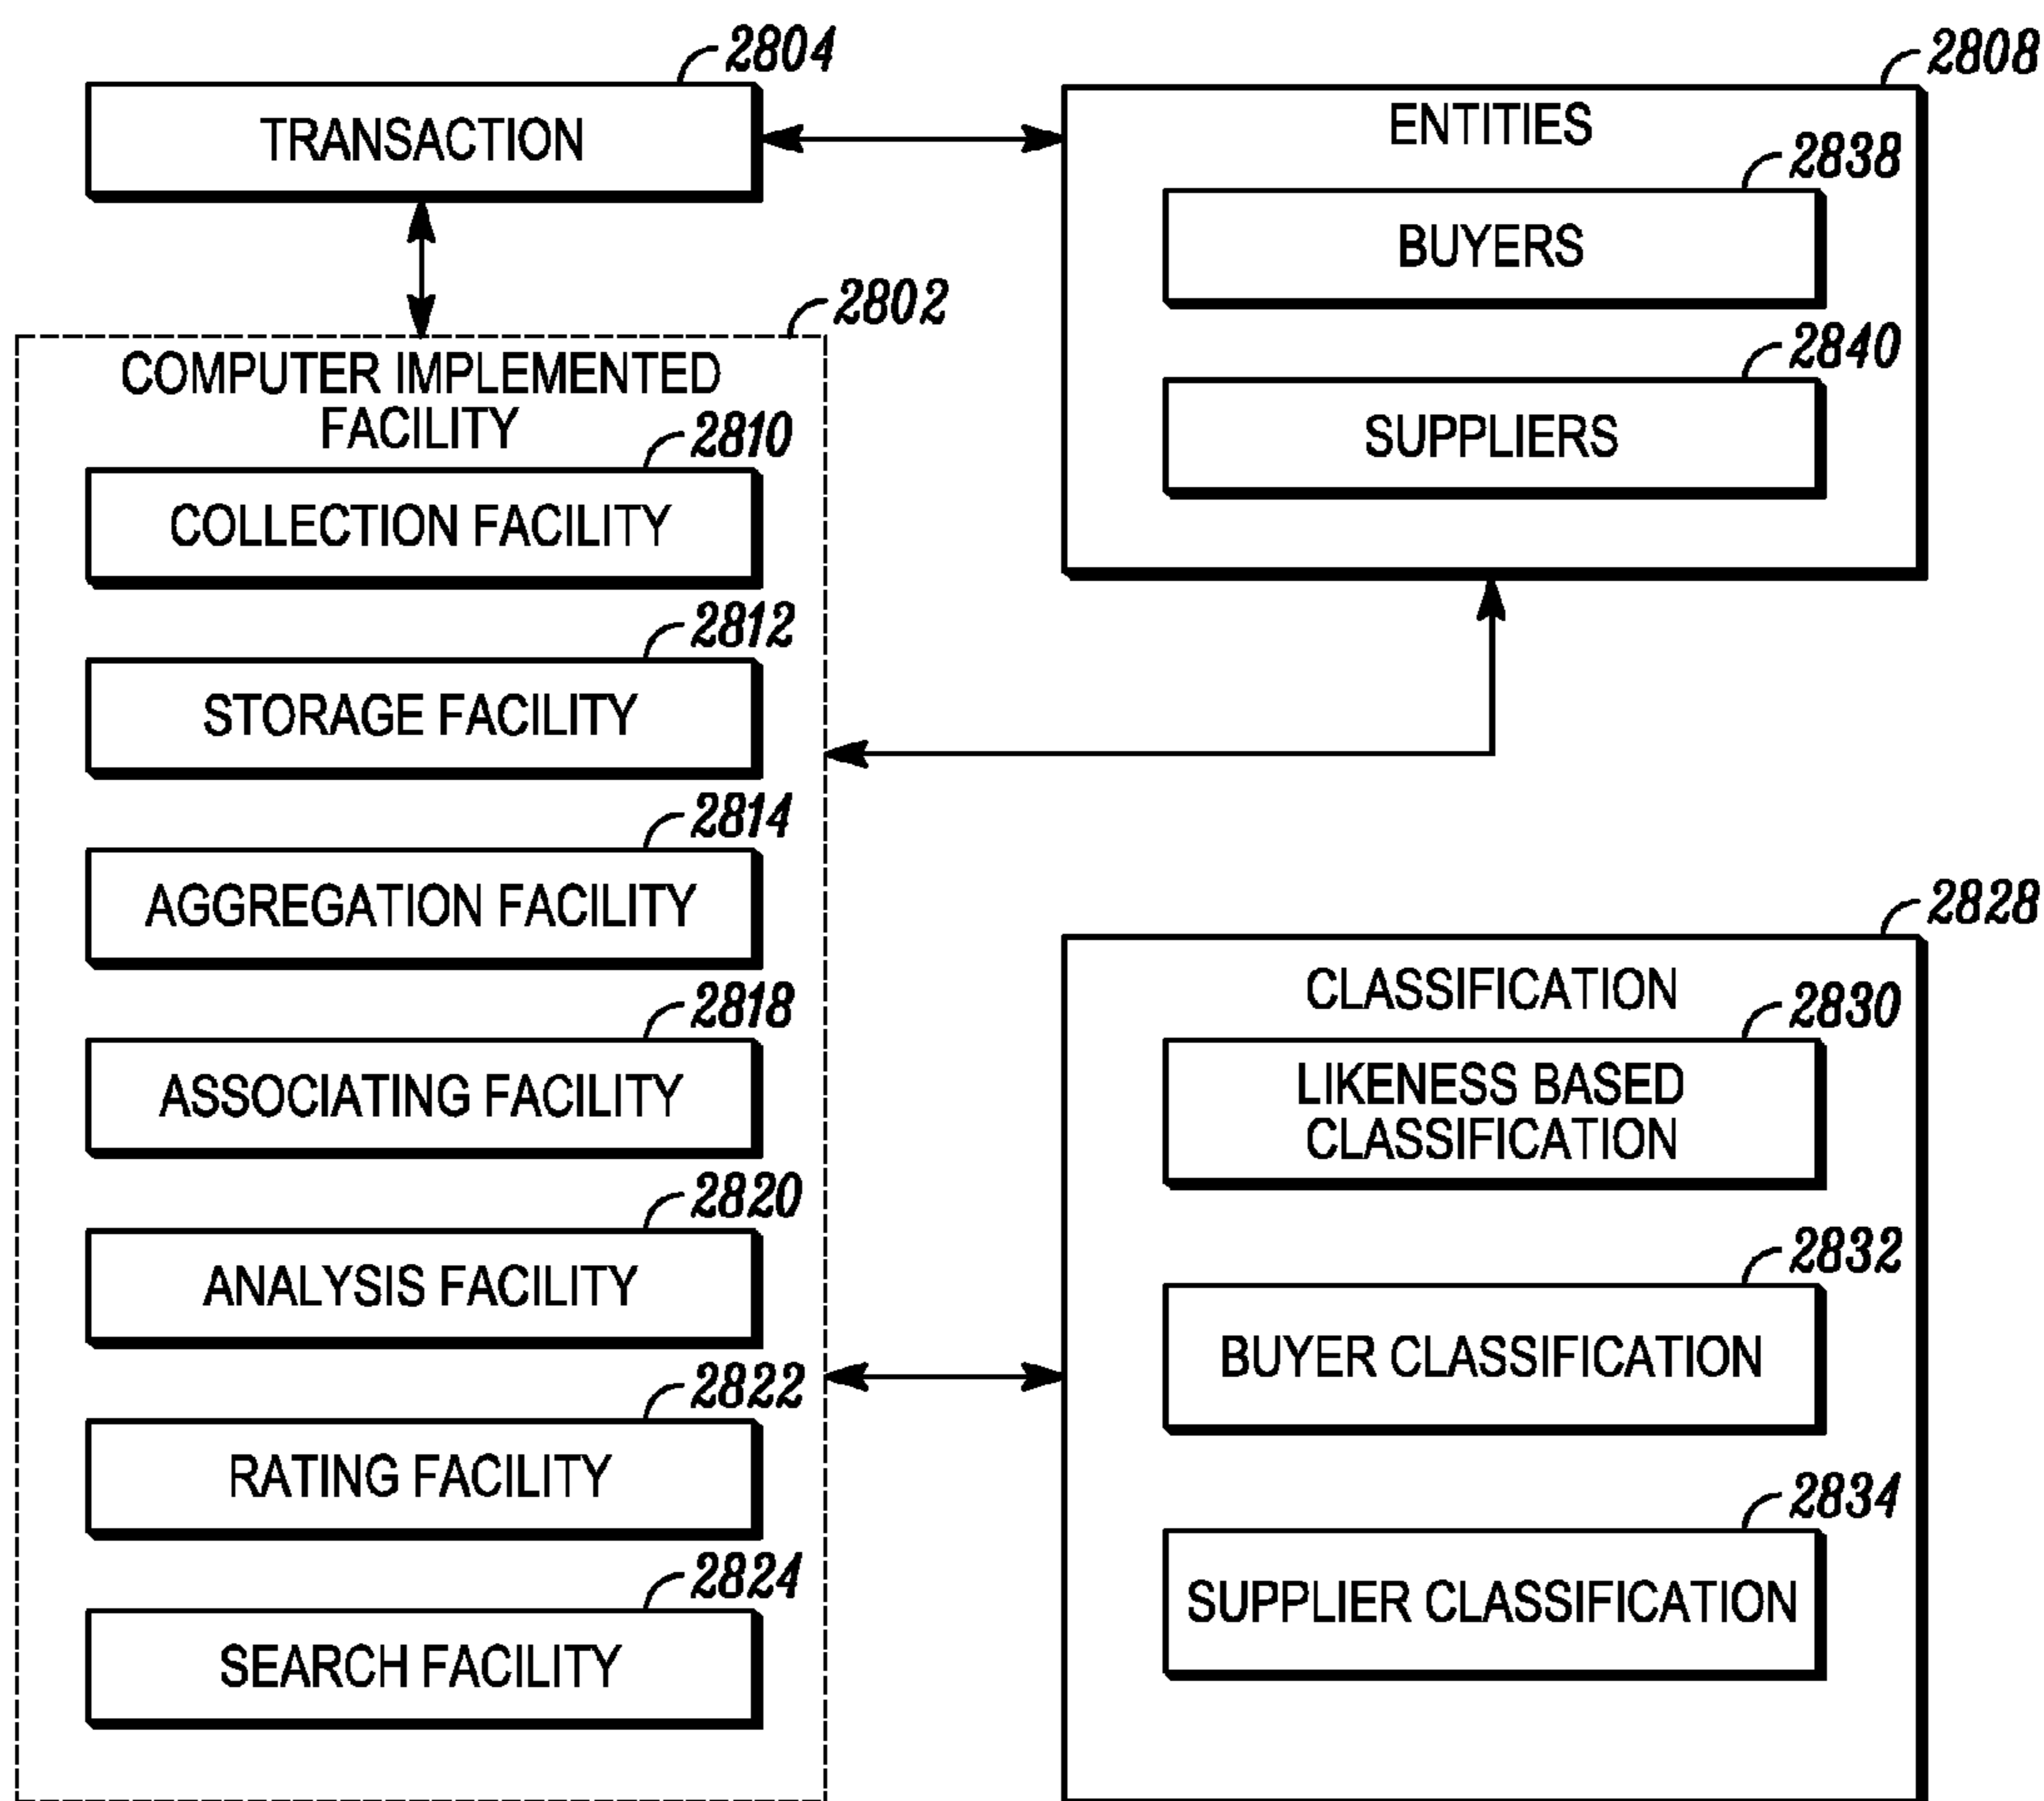 2804
TRANSACTION
2808
ENTITIES
2838
BUYERS
2840
SUPPLIERS
2802
COMPUTER IMPLEMENTED
FACILITY
2810
COLLECTION FACILITY
2812
STORAGE FACILITY
2814
AGGREGATION FACILITY
2818
ASSOCIATING FACILITY
2820
ANALYSIS FACILITY
2822
RATING FACILITY
2824
SEARCH FACILITY
2828
CLASSIFICATION
2830
LIKENESS BASED
CLASSIFICATION
2832
BUYER CLASSIFICATION
2834
SUPPLIER CLASSIFICATION